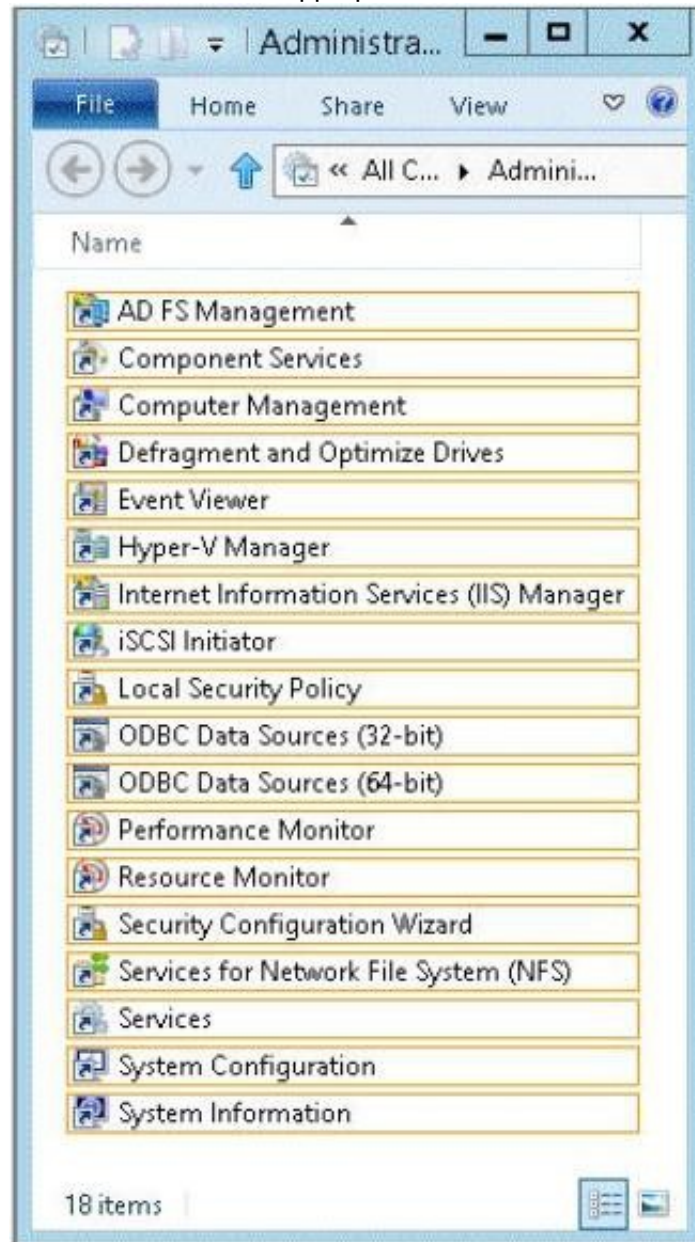 Administra...
File Home Share View
« All C... ▸ Admini...
Name
AD FS Management
Component Services
Computer Management
Defragment and Optimize Drives
Event Viewer
Hyper-V Manager
Internet Information Services (IIS) Manager
iSCSI Initiator
Local Security Policy
ODBC Data Sources (32-bit)
ODBC Data Sources (64-bit)
Performance Monitor
Resource Monitor
Security Configuration Wizard
Services for Network File System (NFS)
Services
System Configuration
System Information
18 items